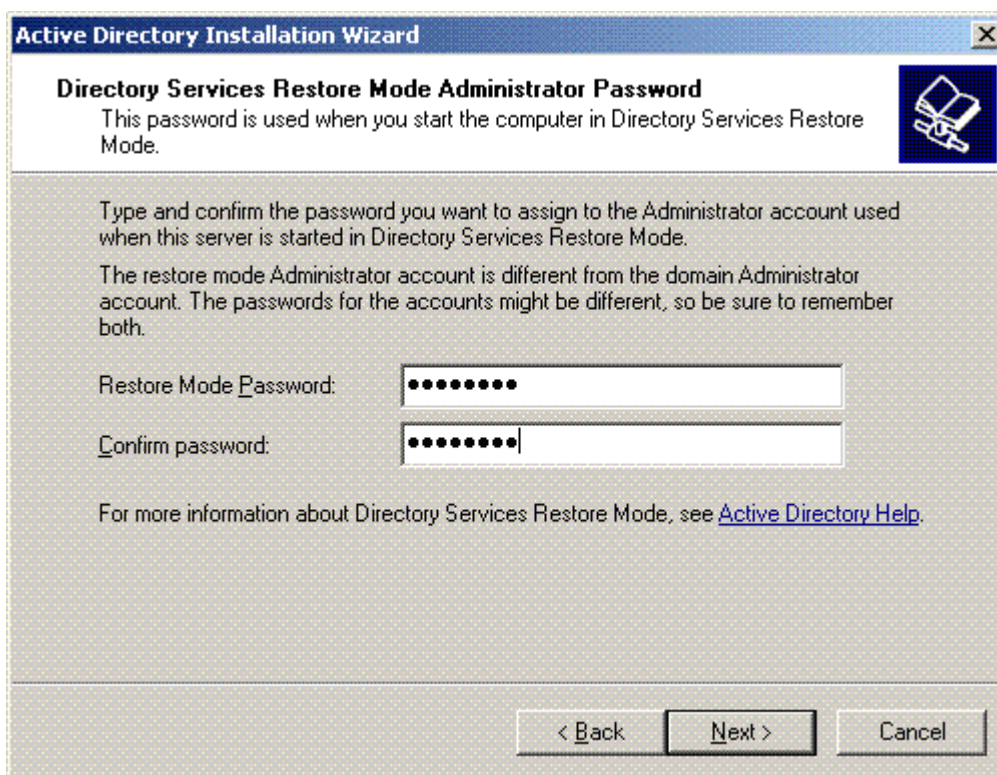 Active Directory Installation Wizard
Directory Services Restore Mode Administrator Password
This password is used when you start the computer in Directory Services Restore
Mode.
Type and confirm the password you want to assign to the Administrator account used
when this server is started in Directory Services Restore Mode.
The restore mode Administrator account is different from the domain Administrator
account. The passwords for the accounts might be different, so be sure to remember
both.
Restore Mode Password: ••••••••
Confirm password: ••••••••
For more information about Directory Services Restore Mode, see Active Directory Help.
< Back Next > Cancel